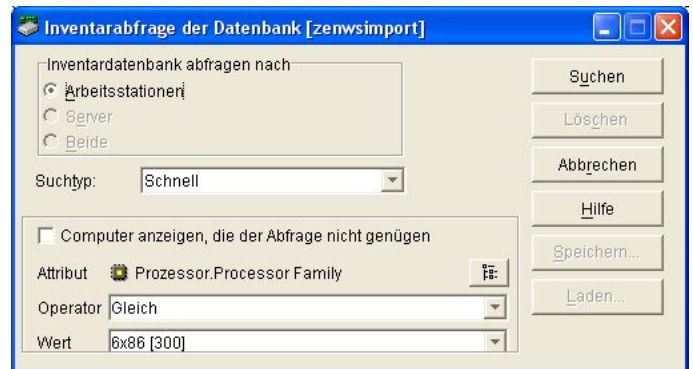 Inventarabfrage der Datenbank [zenwsimport]
Inventardatenbank abfragen nach
Arbeitsstationen
Server
Beide
Suchtyp: Schnell
Computer anzeigen, die der Abfrage nicht genügen
Attribut Prozessor.Processor Family
Operator Gleich
Wert 6x86 [300]
Suchen
Löschen
Abbrechen
Hilfe
Speichern...
Laden...